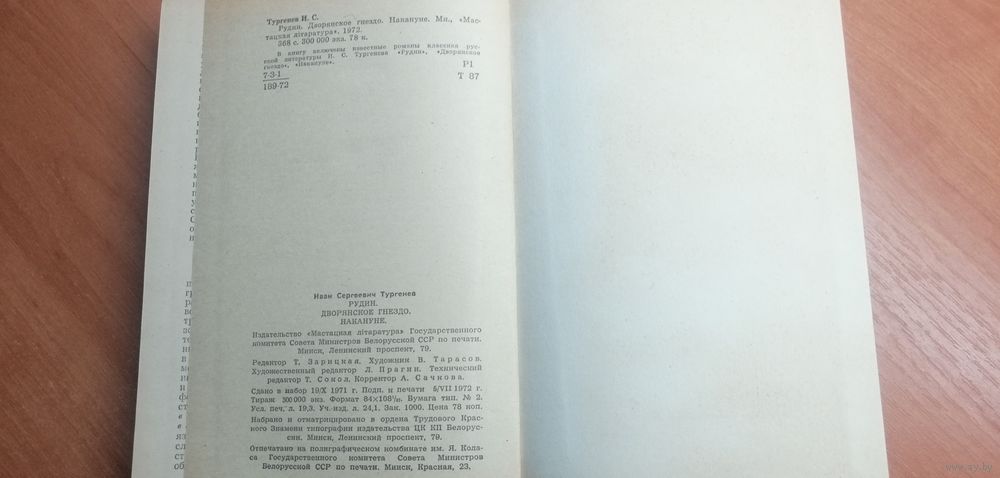 Тургенев И. С.
Рудин. Дворянское гнездо. Накануне. Мн., «Мас-
тацкая літаратура», 1972.
368 с. 300 000 экз. 78 к.
В книгу включены известные романы классика рус-
ской литературы И. С. Тургенева «Рудин», «Дворянское
гнездо», «Накануне».
7-3-1
189-72
Р1
Т 87
Иван Сергеевич Тургенев
РУДИН.
ДВОРЯНСКОЕ ГНЕЗДО.
НАКАНУНЕ.
Издательство «Мастацкая літаратура» Государственного
комитета Совета Министров Белорусской ССР по печати.
Минск, Ленинский проспект, 79.
Редактор Т. Зарицкая. Художник В. Тарасов.
Художественный редактор Л. Прагин. Технический
редактор Т. Сокол. Корректор А. Сачкова.
Сдано в набор 19/X 1971 г. Подп. к печати 5/VII 1972 г.
Тираж 300 000 экз. Формат 84×108¹/₃₂. Бумага тип. № 2.
Усл. печ. л. 19,3. Уч. изд. л. 24,1. Зак. 1000. Цена 78 коп.
Набрано и отматрицировано в ордена Трудового Крас-
ного Знамени типографии издательства ЦК КП Белорус-
сии. Минск, Ленинский проспект, 79.
Отпечатано на полиграфическом комбинате им. Я. Кола-
са Государственного комитета Совета Министров
Белорусской ССР по печати. Минск, Красная, 23.
www.ay.by